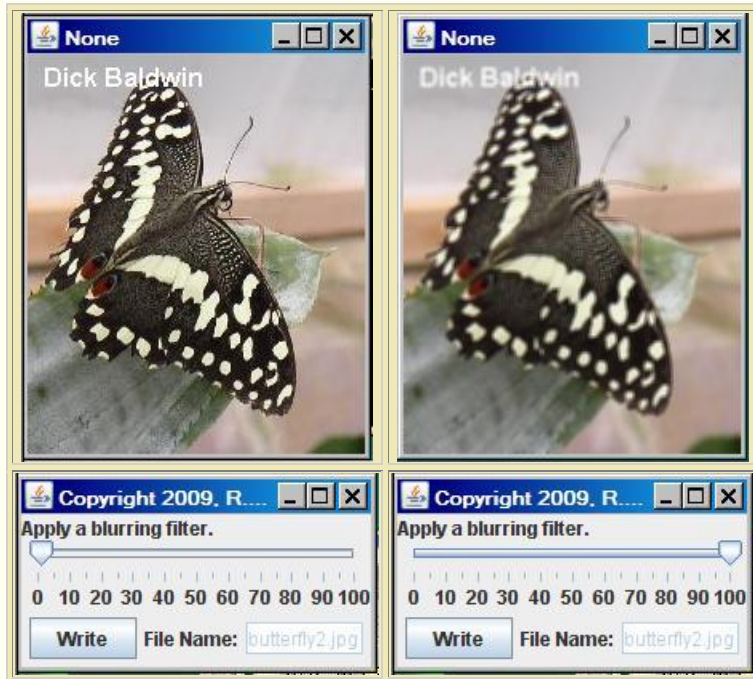 None
Dick Baldwin
None
Dick Baldwin
Copyright 2009, R....
Apply a blurring filter.
0 10 20 30 40 50 60 70 80 90 100
Write File Name: butterfly2.jpg
Copyright 2009, R....
Apply a blurring filter.
0 10 20 30 40 50 60 70 80 90 100
Write File Name: butterfly2.jpg